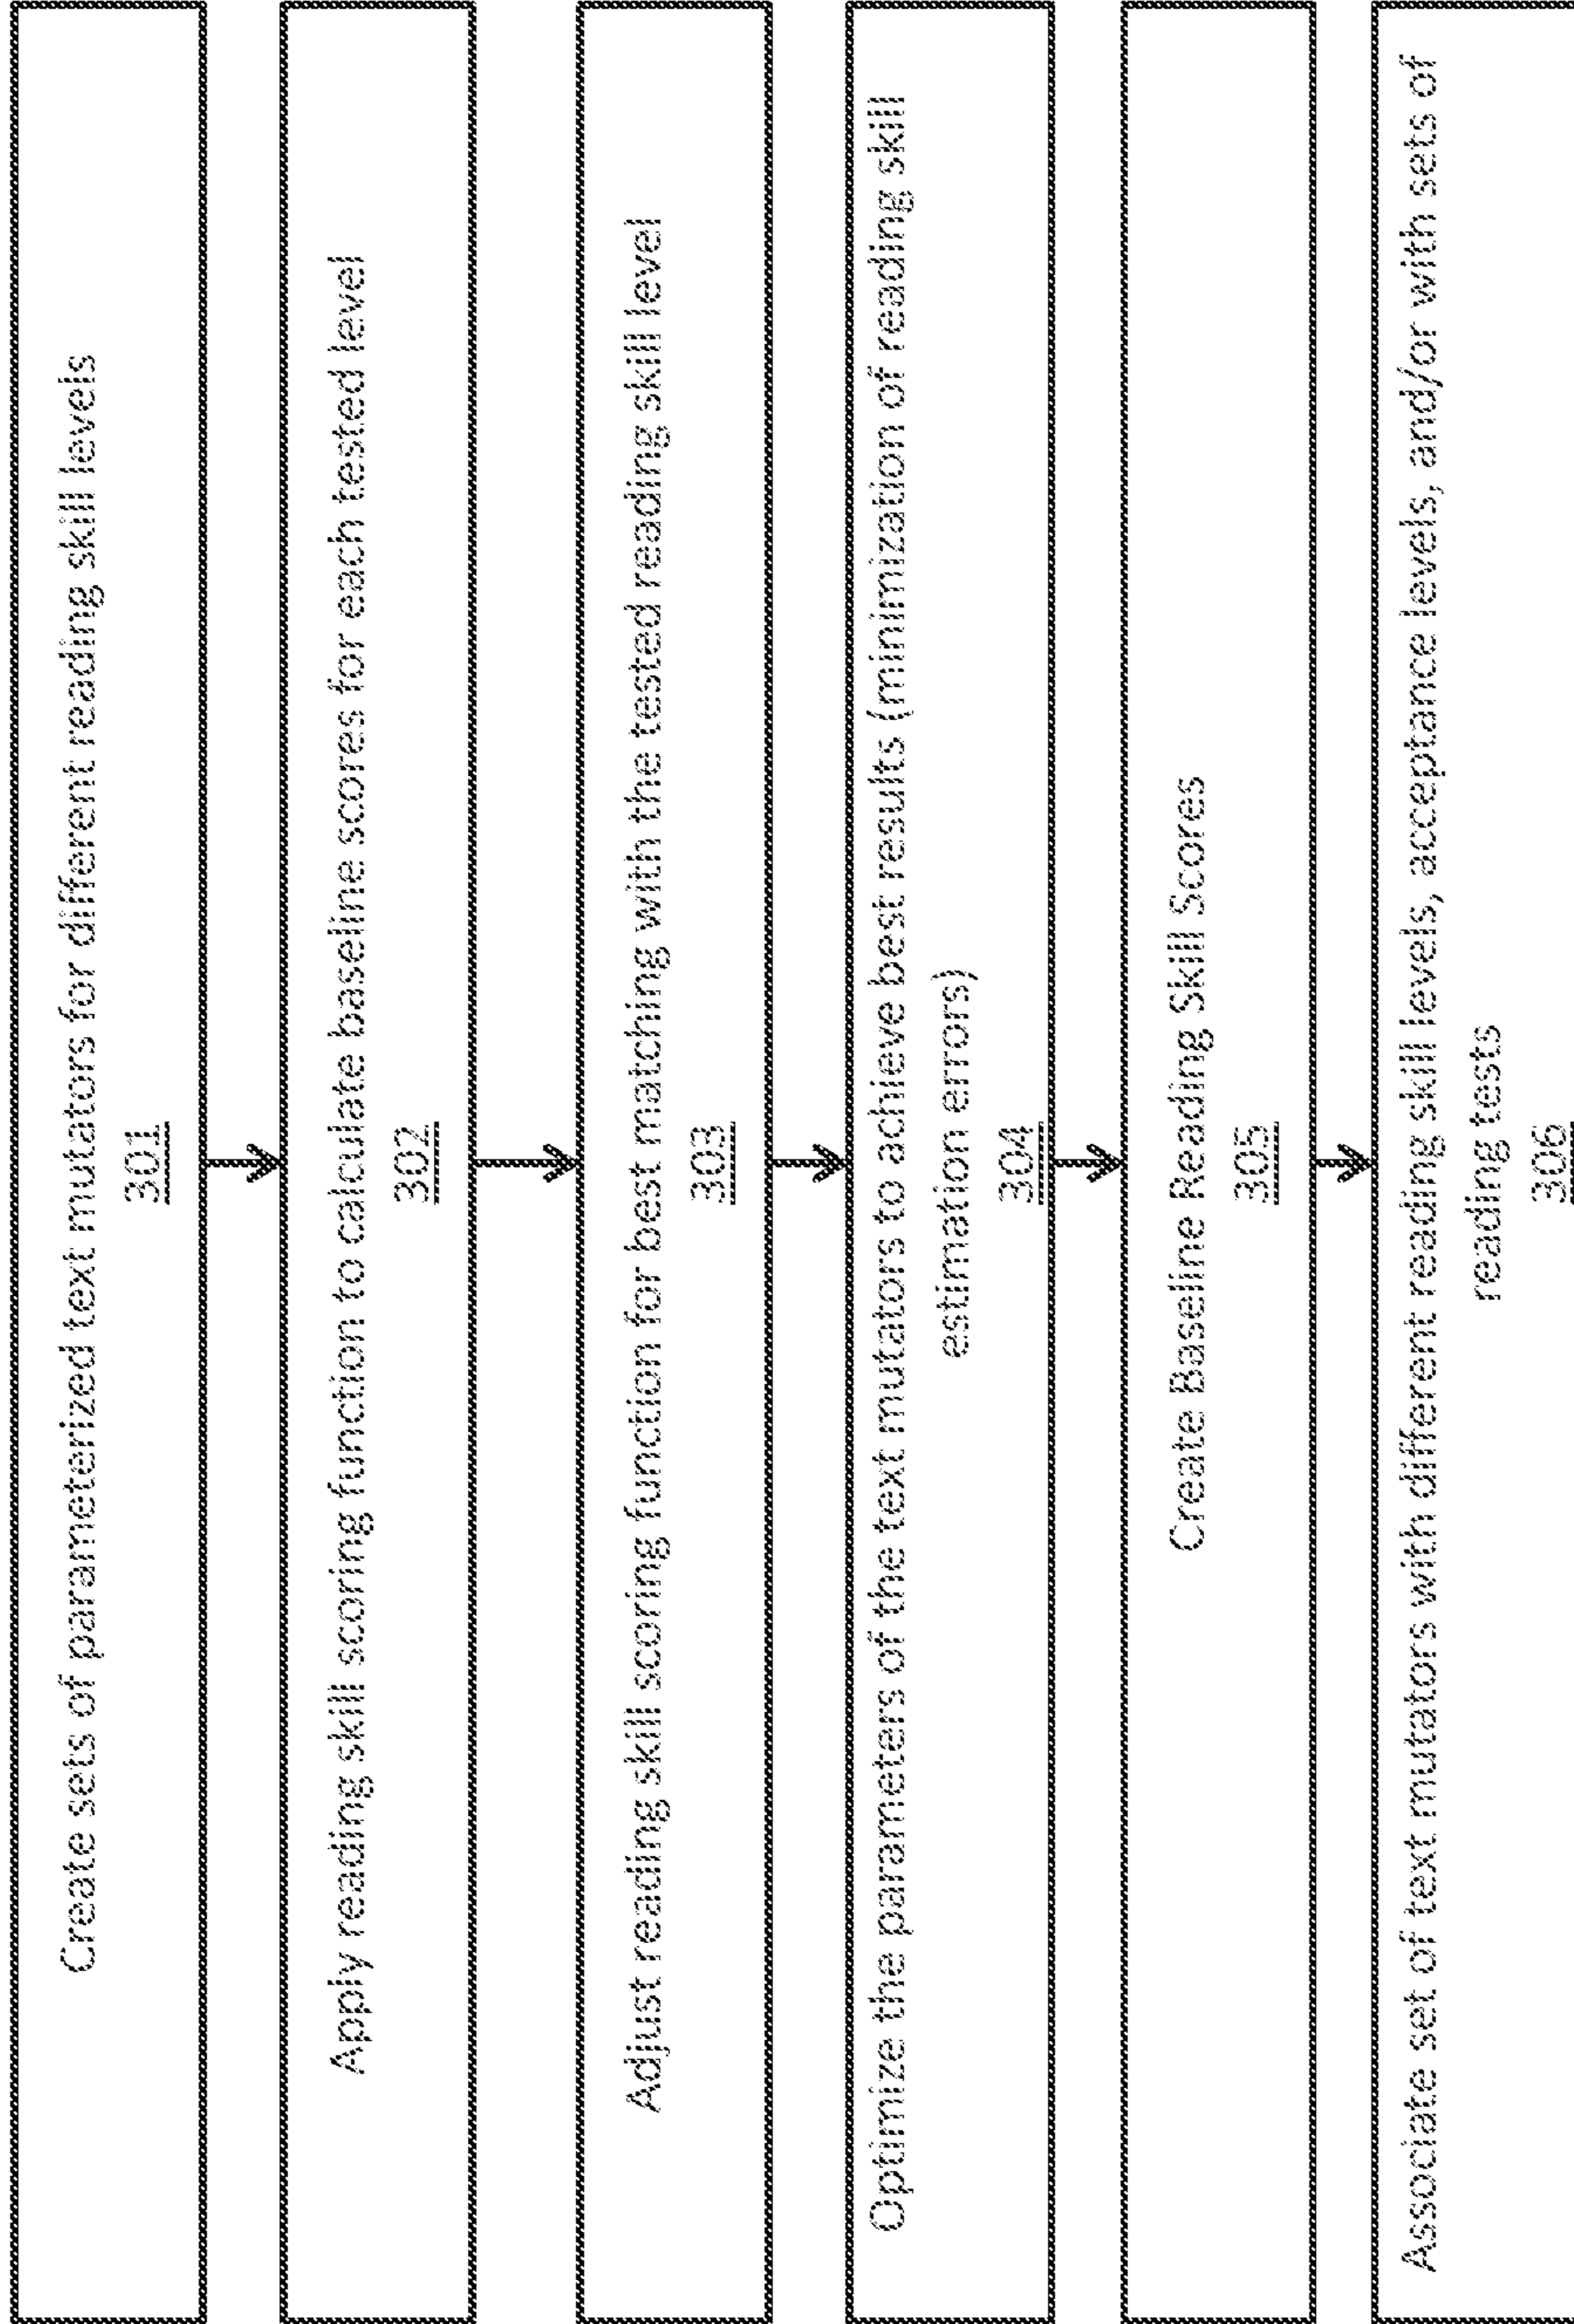 Create sets of parameterized text mutators for different reading skill levels
301
Apply reading skill scoring function to calculate baseline scores for each tested level
302
Adjust reading skill scoring function for best matching with the tested reading skill level
303
Optimize the parameters of the text mutators to achieve best results (minimization of reading skill
estimation errors)
304
Create Baseline Reading Skill Scores
305
Associate set of text mutators with different reading skill levels, acceptance levels, and/or with sets of
reading tests
306